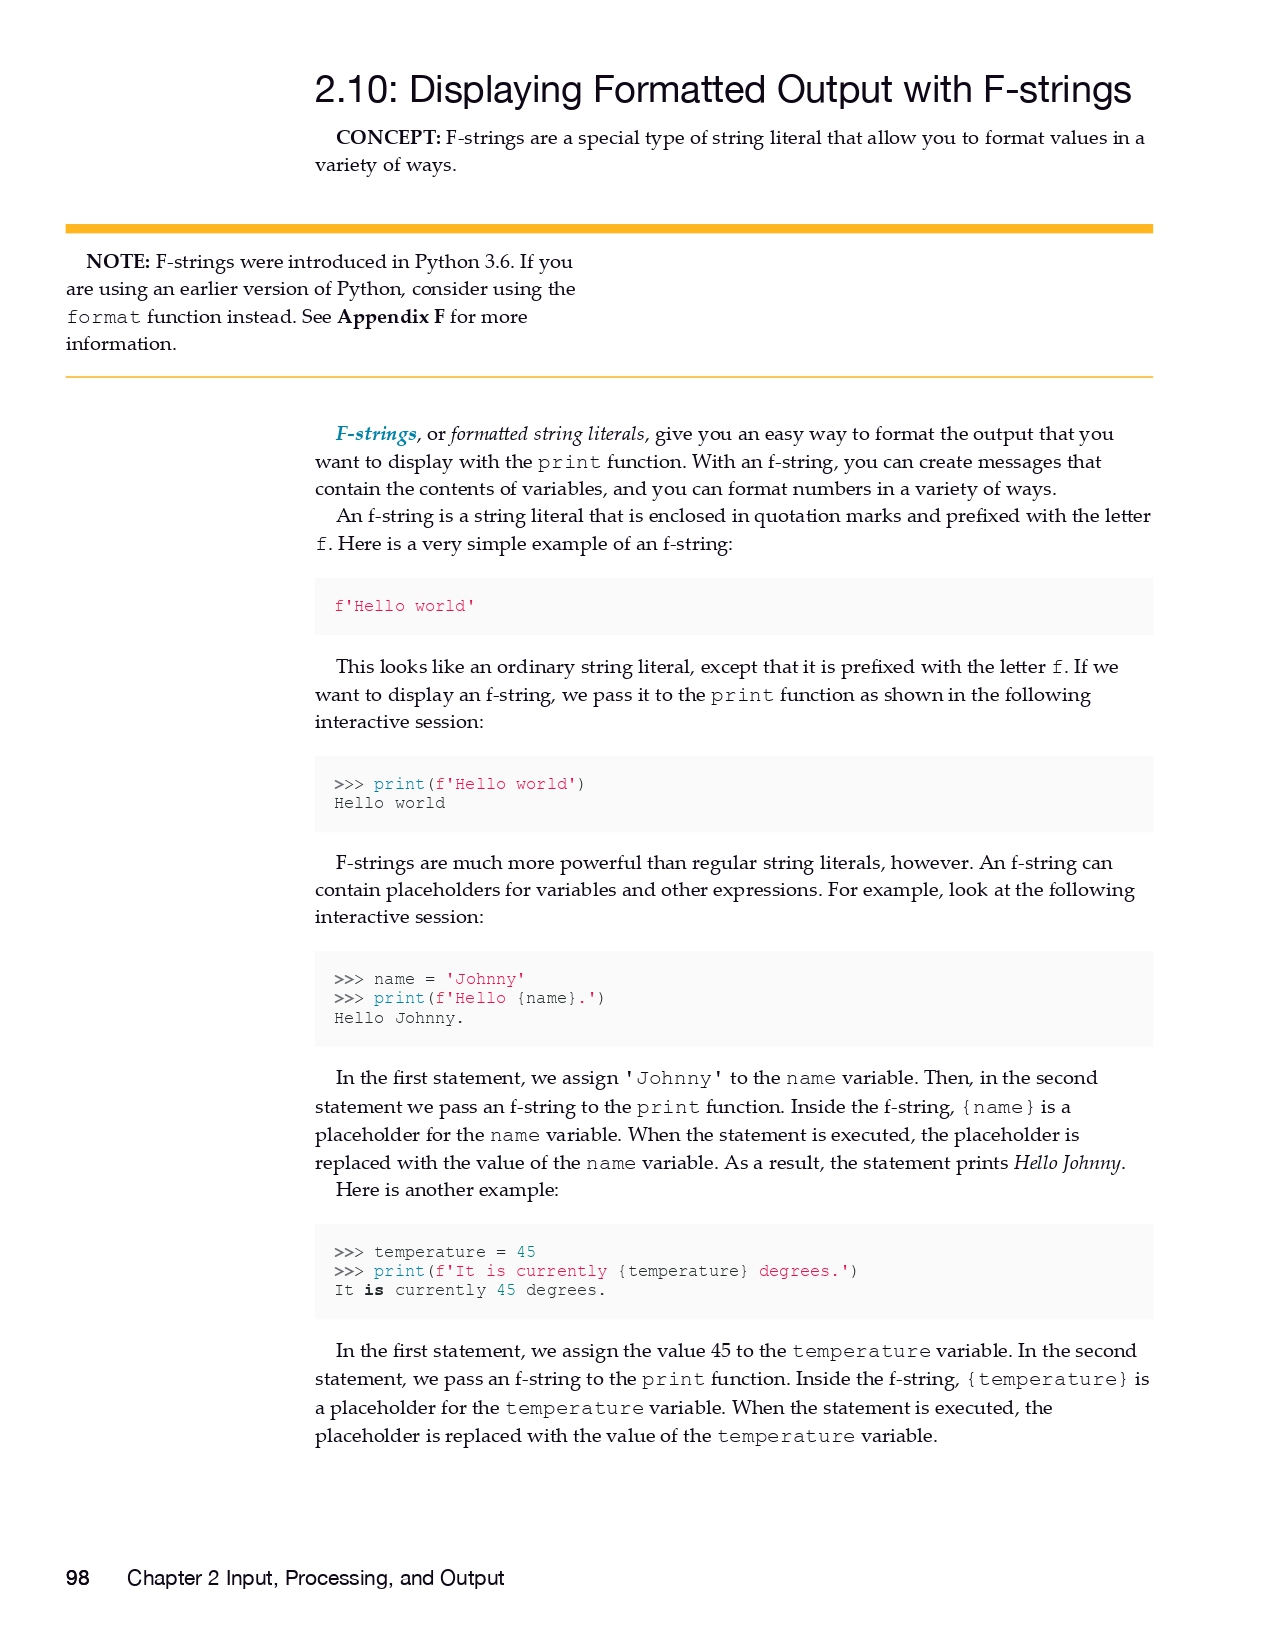 2.10: Displaying Formatted Output with F-strings
CONCEPT: F-strings are a special type of string literal that allow you to format values in a
variety of ways.
NOTE: F-strings were introduced in Python 3.6. If you
are using an earlier version of Python, consider using the
format function instead. See Appendix F for more
information.
F-strings, or formatted string literals, give you an easy way to format the output that you
want to display with the print function. With an f-string, you can create messages that
contain the contents of variables, and you can format numbers in a variety of ways.
An f-string is a string literal that is enclosed in quotation marks and prefixed with the letter
f. Here is a very simple example of an f-string:
f'Hello world'
This looks like an ordinary string literal, except that it is prefixed with the letter f. If we
want to display an f-string, we pass it to the print function as shown in the following
interactive session:
>>> print(f'Hello world')
Hello world
F-strings are much more powerful than regular string literals, however. An f-string can
contain placeholders for variables and other expressions. For example, look at the following
interactive session:
>>> name = 'Johnny'
>>> print(f'Hello {name}.')
Hello Johnny.
In the first statement, we assign 'Johnny' to the name variable. Then, in the second
statement we pass an f-string to the print function. Inside the f-string, {name} is a
placeholder for the name variable. When the statement is executed, the placeholder is
replaced with the value of the name variable. As a result, the statement prints Hello Johnny.
Here is another example:
>>> temperature = 45
>>> print(f'It is currently {temperature} degrees.')
It is currently 45 degrees.
In the first statement, we assign the value 45 to the temperature variable. In the second
statement, we pass an f-string to the print function. Inside the f-string, {temperature} is
a placeholder for the temperature variable. When the statement is executed, the
placeholder is replaced with the value of the temperature variable.
98 Chapter 2 Input, Processing, and Output